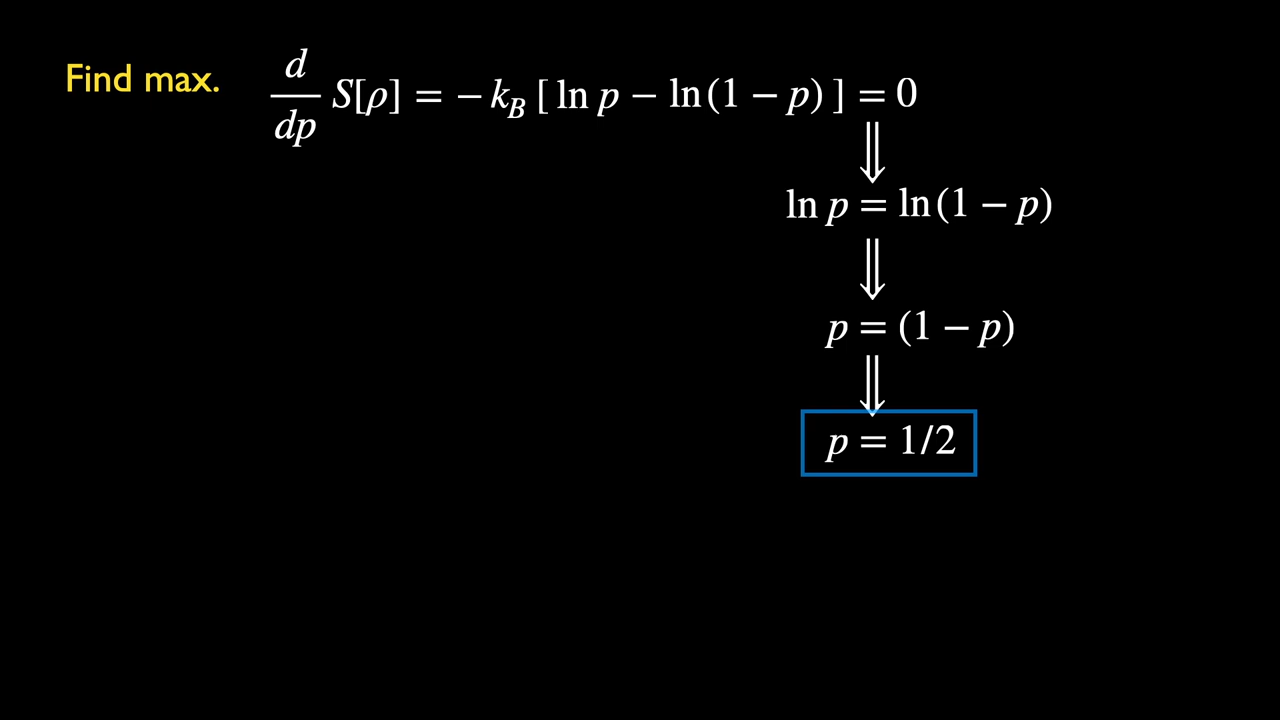 Find max. d/dp S[ρ] = − k_B [ ln p − ln (1 − p) ] = 0
⇓
ln p = ln (1 − p)
⇓
p = (1 − p)
⇓
p = 1/2